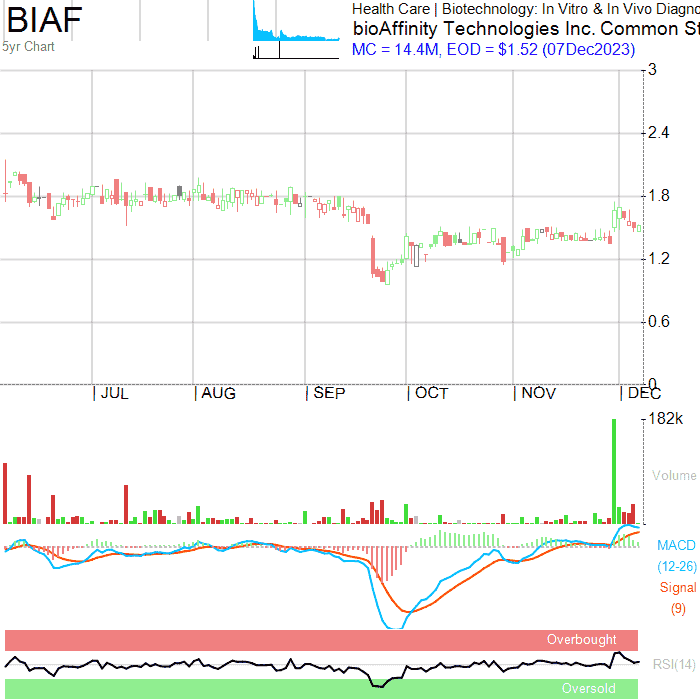 BIAF
5yr Chart
Health Care | Biotechnology: In Vitro & In Vivo Diagno
bioAffinity Technologies Inc. Common St
MC = 14.4M, EOD = $1.52 (07Dec2023)
3
2.4
1.8
1.2
0.6
0
JUL AUG SEP OCT NOV DEC
182k
Volume
MACD
(12-26)
Signal
(9)
Overbought
RSI(14)
Oversold